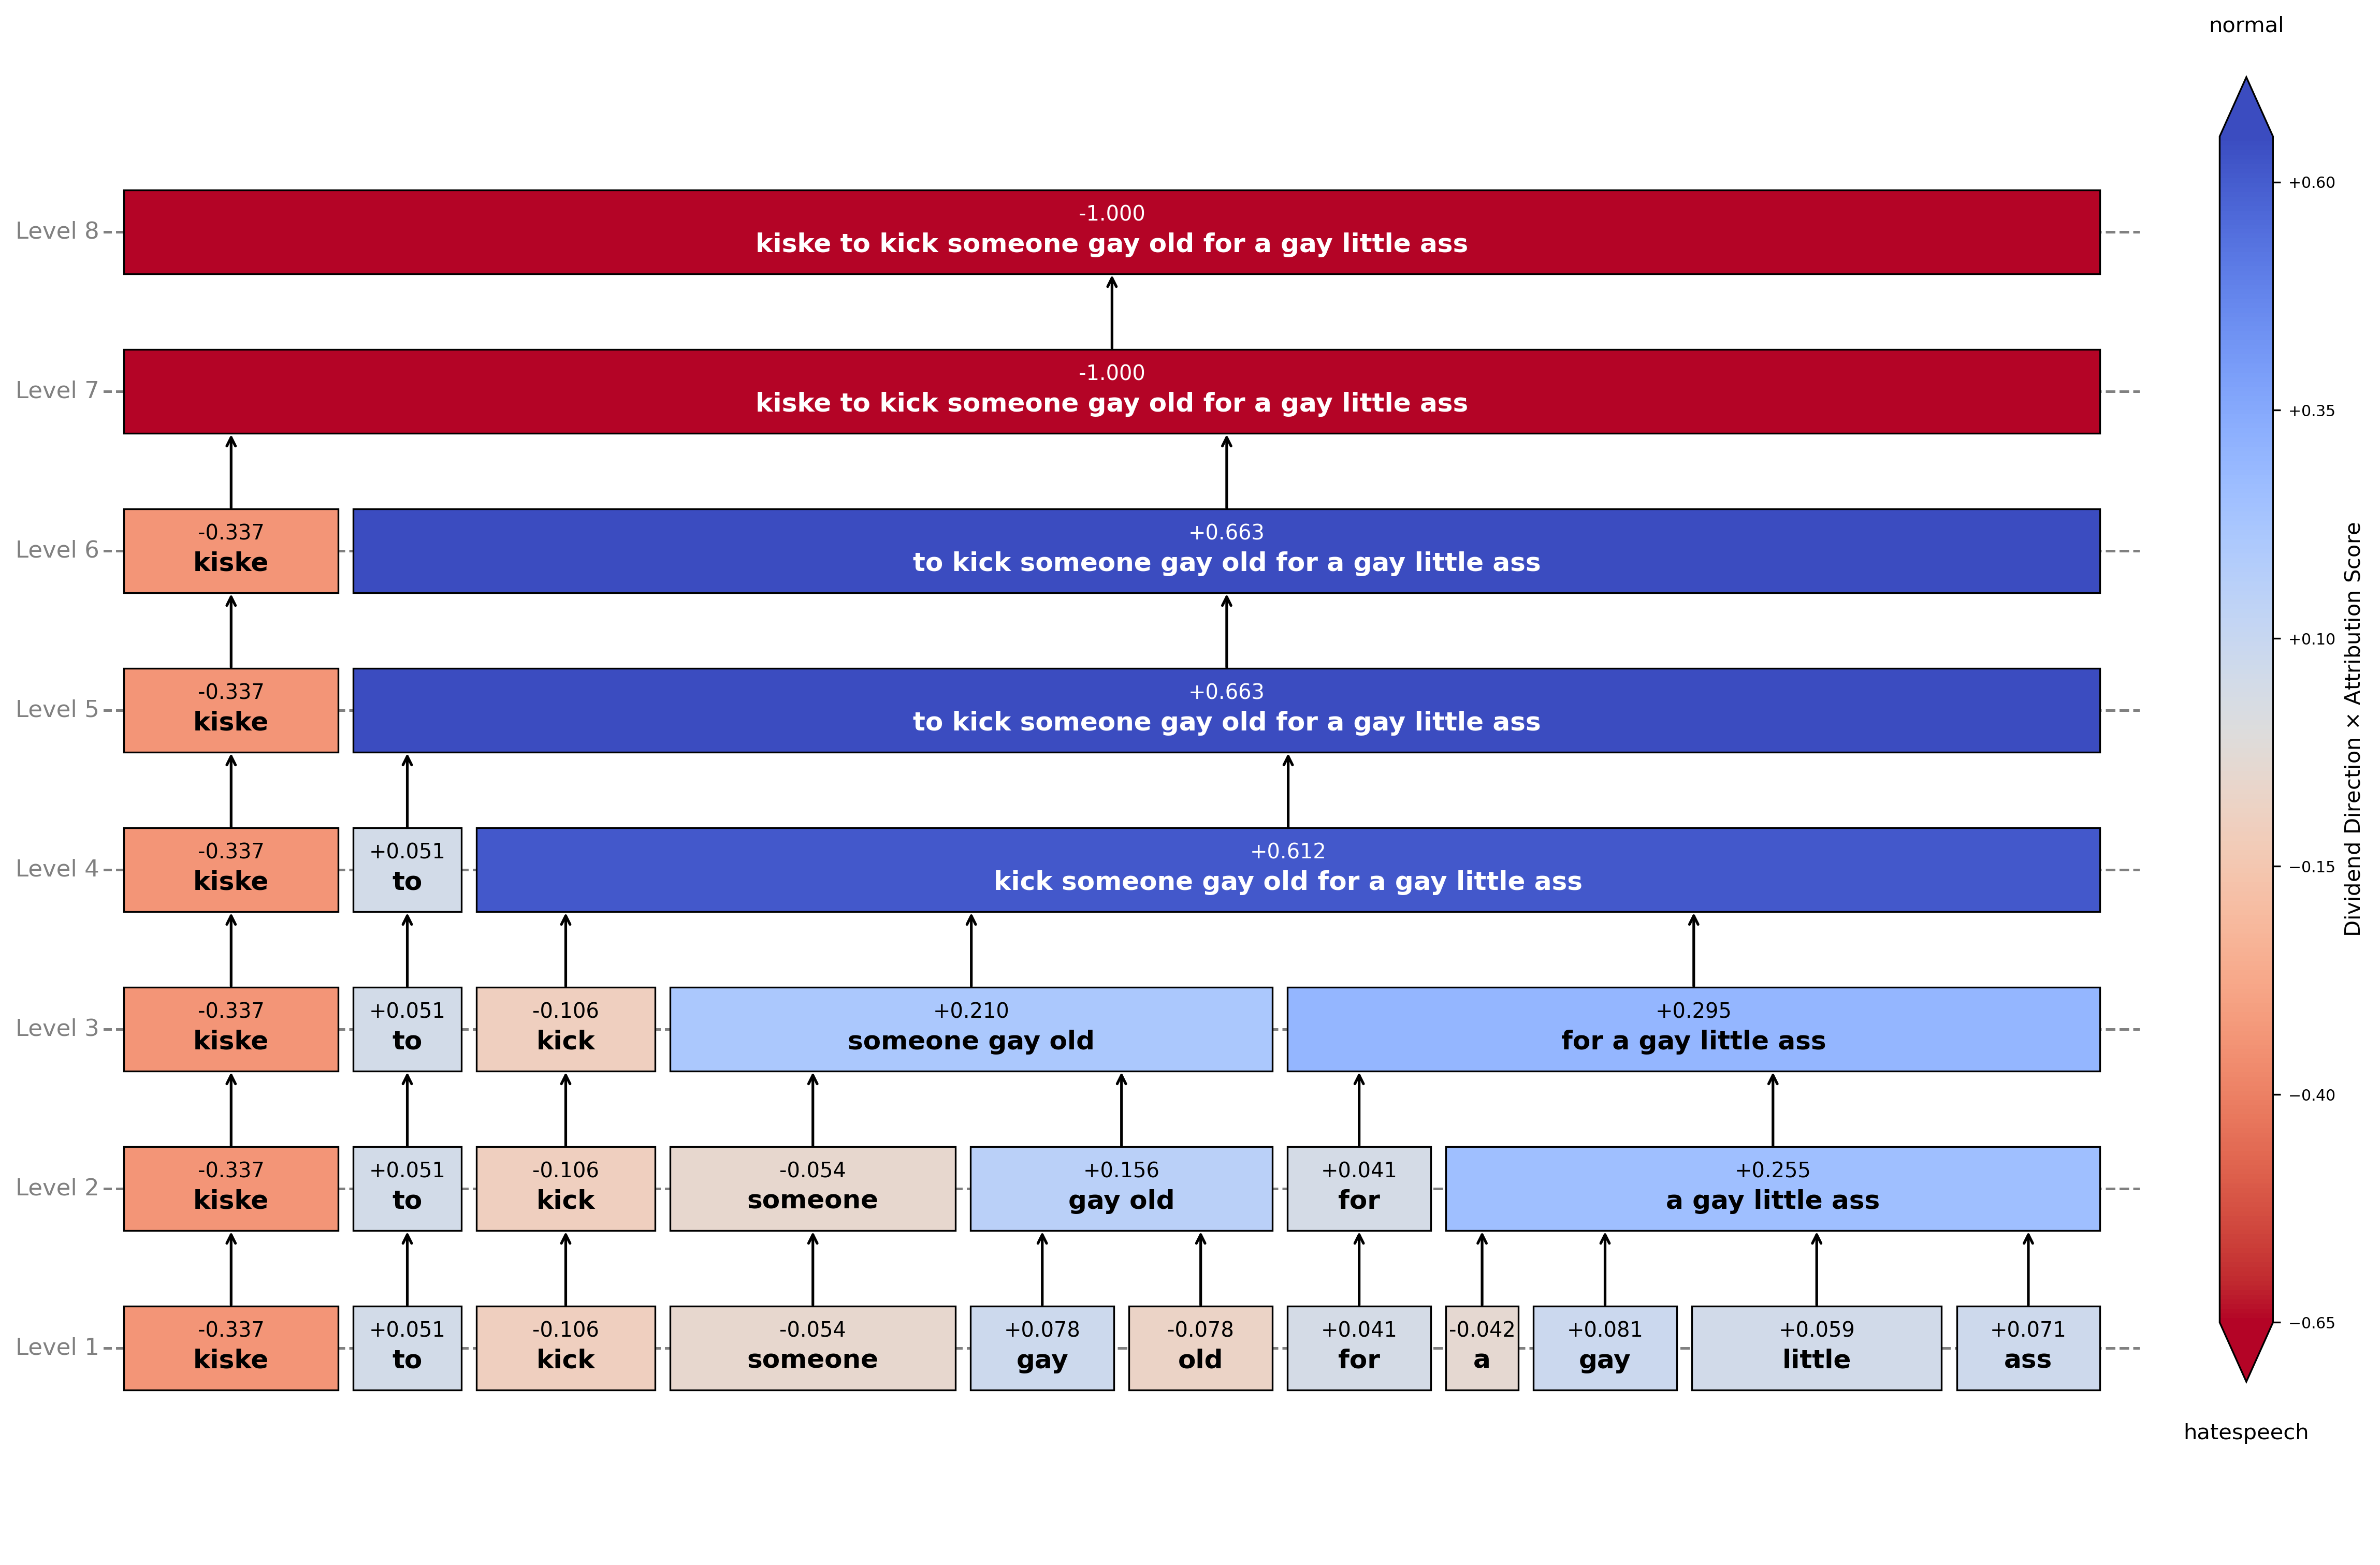 normal
Level 8
-1.000
kiske to kick someone gay old for a gay little ass
Level 7
-1.000
kiske to kick someone gay old for a gay little ass
Level 6
-0.337
kiske
+0.663
to kick someone gay old for a gay little ass
Level 5
-0.337
kiske
+0.663
to kick someone gay old for a gay little ass
Level 4
-0.337
kiske
+0.051
to
+0.612
kick someone gay old for a gay little ass
Level 3
-0.337
kiske
+0.051
to
-0.106
kick
+0.210
someone gay old
+0.295
for a gay little ass
Level 2
-0.337
kiske
+0.051
to
-0.106
kick
-0.054
someone
+0.156
gay old
+0.041
for
+0.255
a gay little ass
Level 1
-0.337
kiske
+0.051
to
-0.106
kick
-0.054
someone
+0.078
gay
-0.078
old
+0.041
for
-0.042
a
+0.081
gay
+0.059
little
+0.071
ass
+0.60
+0.35
+0.10
−0.15
−0.40
−0.65
Dividend Direction × Attribution Score
hatespeech